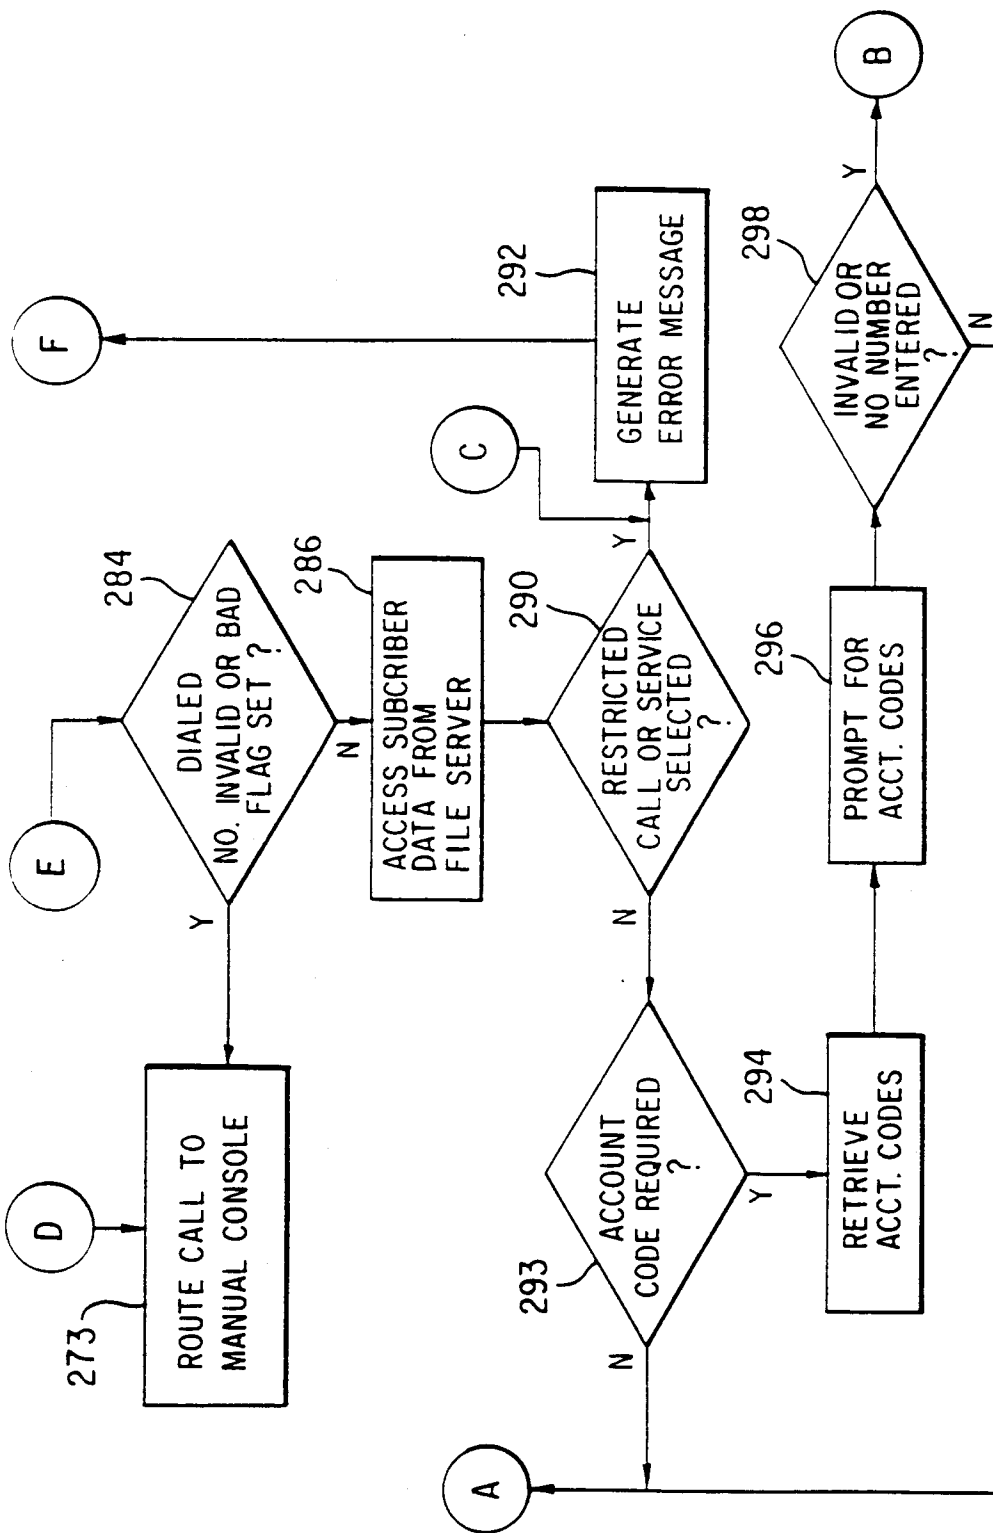 D
273
ROUTE CALL TO
MANUAL CONSOLE
E
DIALED
NO. INVALID OR BAD
FLAG SET ?
284
Y
N
F
286
ACCESS SUBCRIBER
DATA FROM
FILE SERVER
C
292
GENERATE
ERROR MESSAGE
A
290
RESTRICTED
CALL OR SERVICE
SELECTED
?
Y
N
293
ACCOUNT
CODE REQUIRED
?
N
Y
294
RETRIEVE
ACCT. CODES
296
PROMPT FOR
ACCT. CODES
298
INVALID OR
NO NUMBER
ENTERED
?
Y
N
B